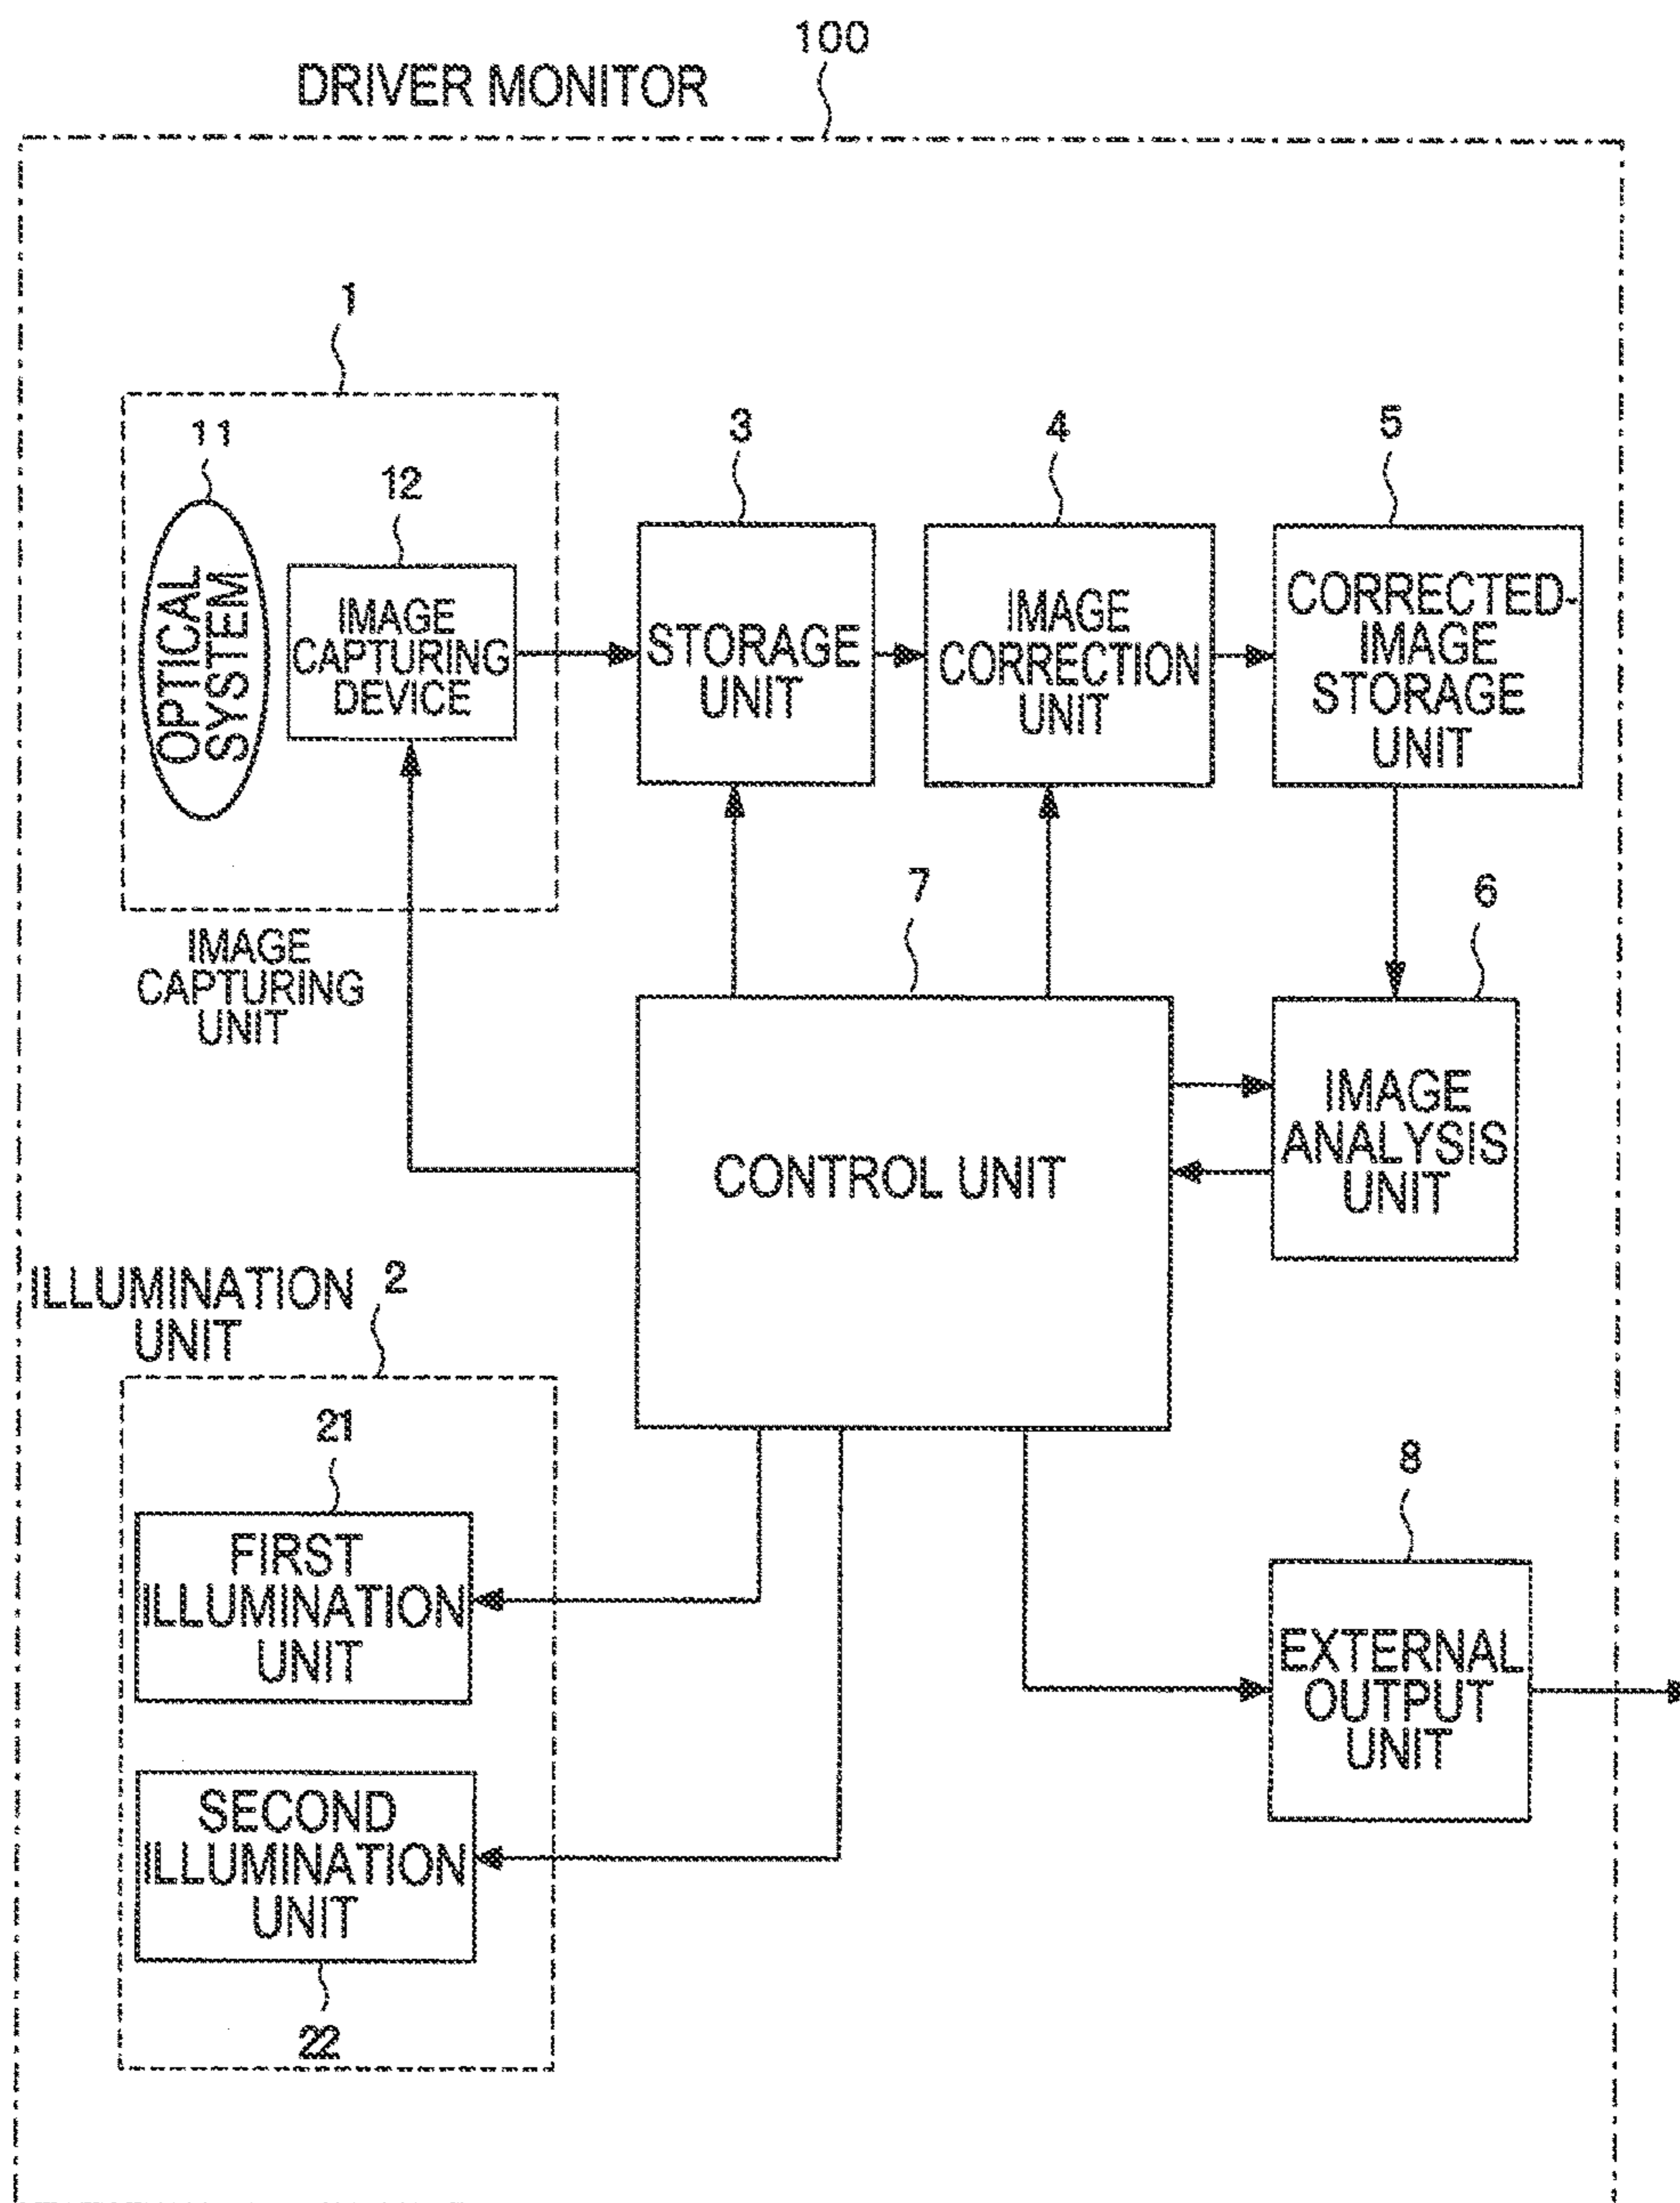 100
DRIVER MONITOR
1
11
12
3
4
5
OPTICAL
SYSTEM
IMAGE
CAPTURING
DEVICE
STORAGE
UNIT
IMAGE
CORRECTION
UNIT
CORRECTED-
IMAGE
STORAGE
UNIT
IMAGE
CAPTURING
UNIT
7
6
CONTROL UNIT
IMAGE
ANALYSIS
UNIT
ILLUMINATION
UNIT
2
21
FIRST
ILLUMINATION
UNIT
8
EXTERNAL
OUTPUT
UNIT
SECOND
ILLUMINATION
UNIT
22